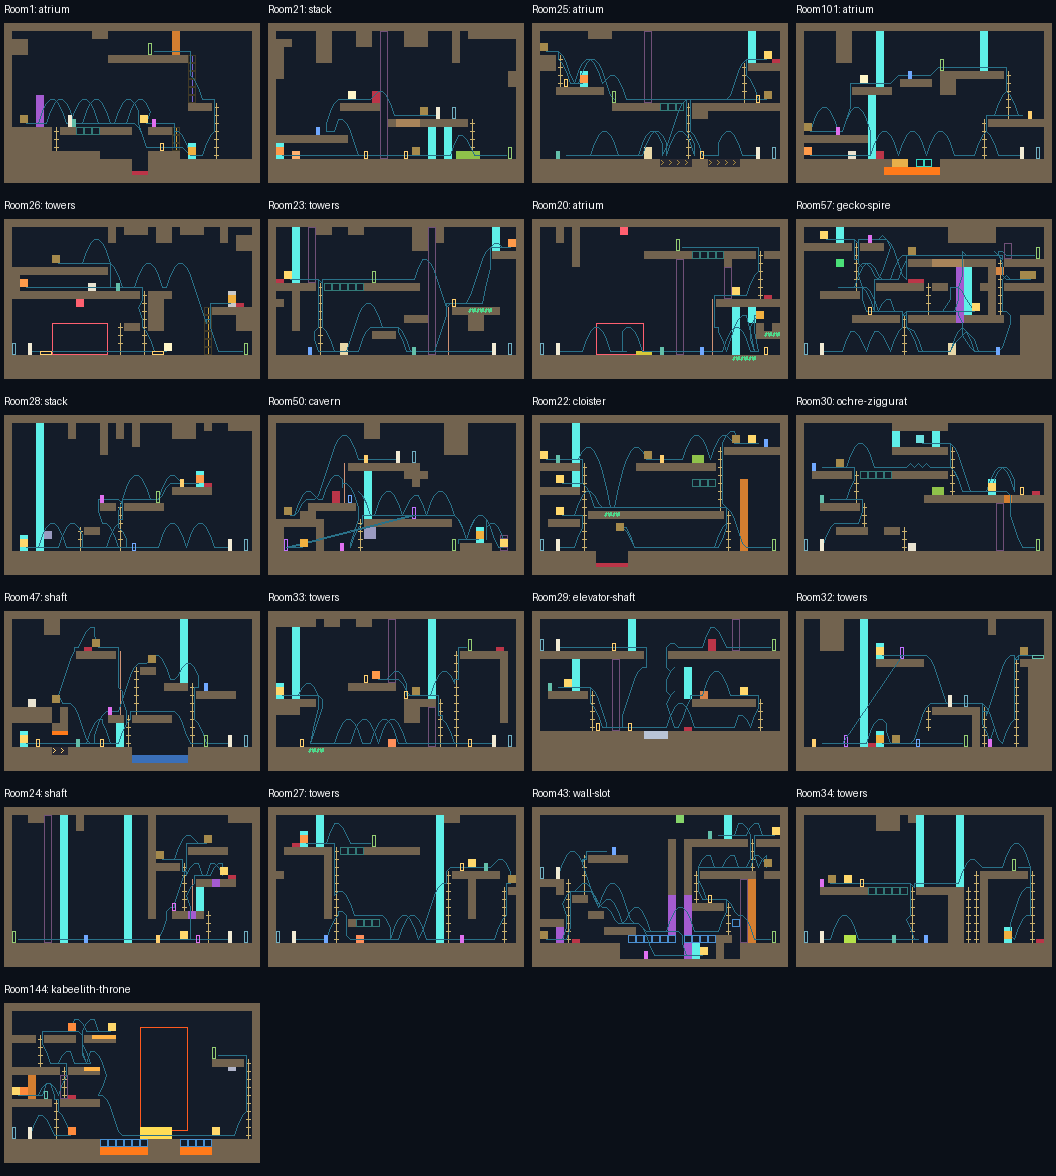 Room1: atrium
Room21: stack
Room25: atrium
Room101: atrium
Room26: towers
Room23: towers
Room20: atrium
Room57: gecko-spire
Room28: stack
Room50: cavern
Room22: cloister
Room30: ochre-ziggurat
Room47: shaft
Room33: towers
Room29: elevator-shaft
Room32: towers
Room24: shaft
Room27: towers
Room43: wall-slot
Room34: towers
Room144: kabeelith-throne